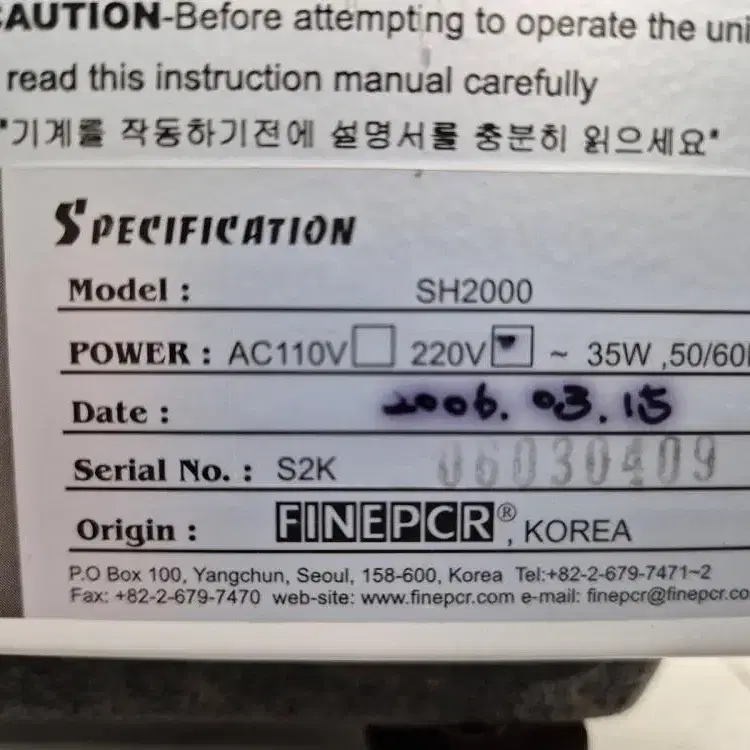 CAUTION-Before attempting to operate the uni
read this instruction manual carefully
"기계를 작동하기전에 설명서를 충분히 읽으세요"
SPECIFICATION
Model : SH2000
POWER : AC110V 220V ~ 35W ,50/60
Date : 2006. 03. 15
Serial No. : S2K 06030409
Origin : FINEPCR®, KOREA
P.O Box 100, Yangchun, Seoul, 158-600, Korea Tel:+82-2-679-7471~2
Fax: +82-2-679-7470 web-site: www.finepcr.com e-mail: finepcr@finepcr.co